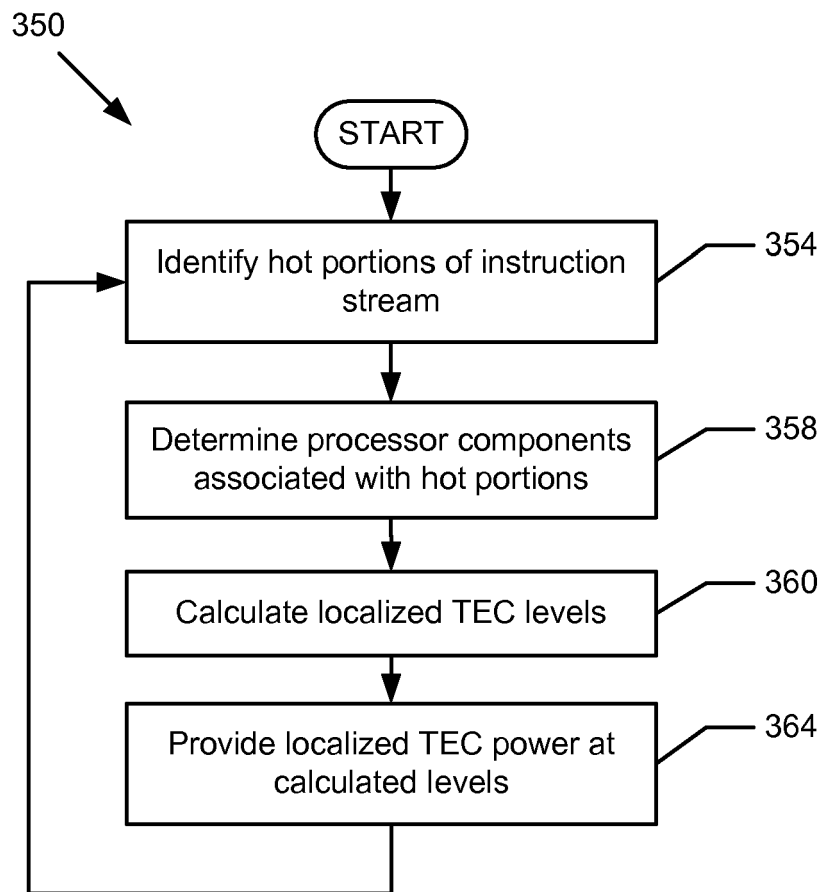 350
START
Identify hot portions of instruction
stream
354
Determine processor components
associated with hot portions
358
Calculate localized TEC levels
360
Provide localized TEC power at
calculated levels
364